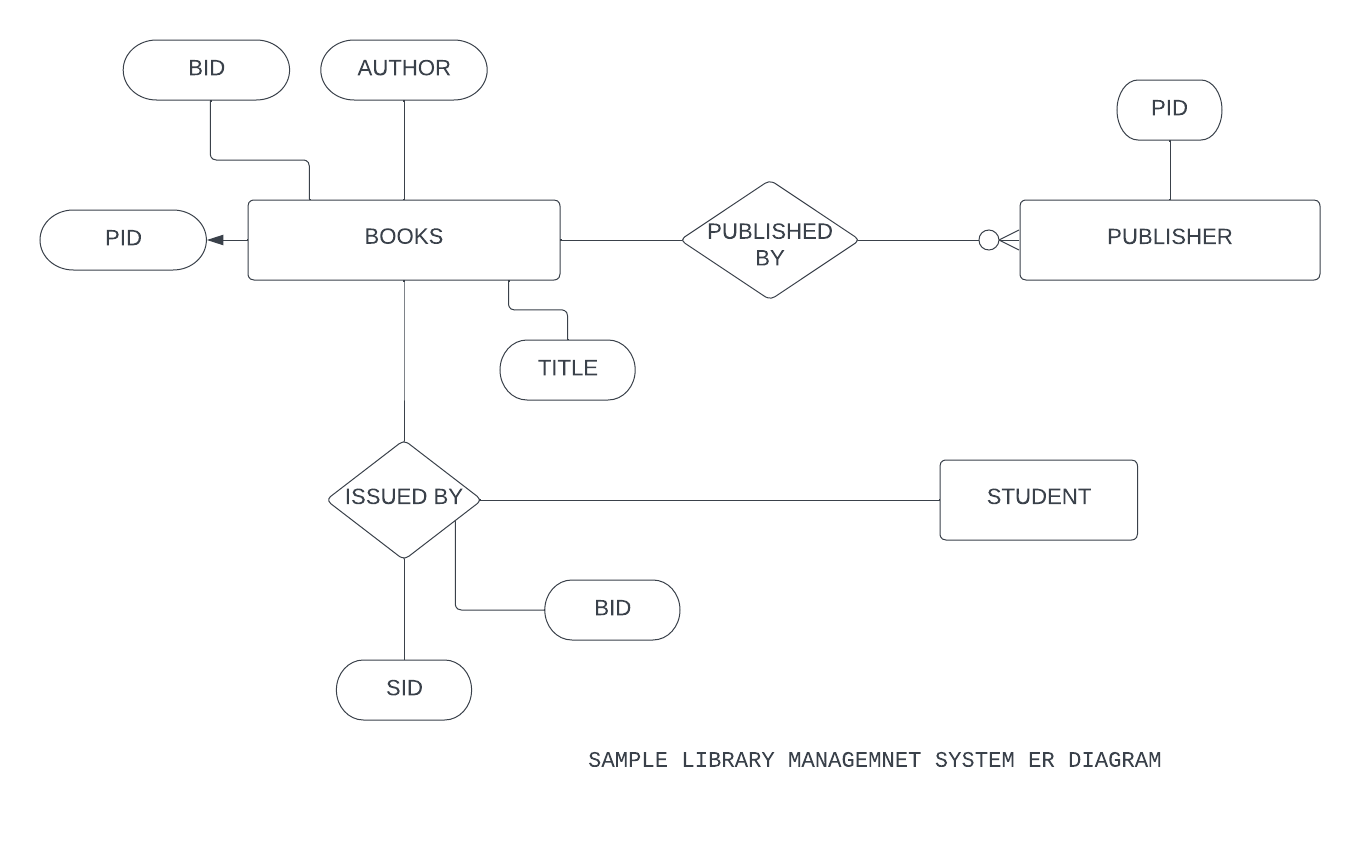 BID
AUTHOR
PID
PID
BOOKS
PUBLISHED
BY
PUBLISHER
TITLE
ISSUED BY
STUDENT
BID
SID
SAMPLE LIBRARY MANAGEMNET SYSTEM ER DIAGRAM